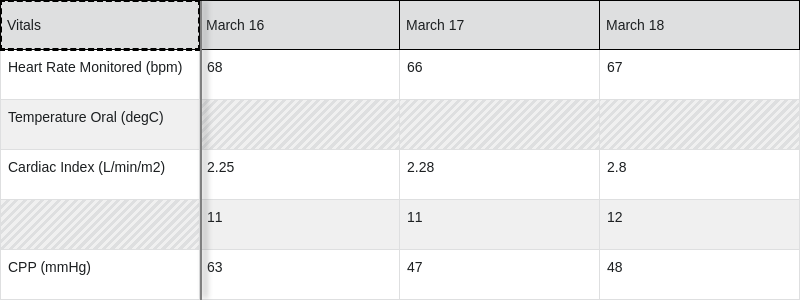 Vitals March 16 March 17 March 18
Heart Rate Monitored (bpm) 68 66 67
Temperature Oral (degC)
Cardiac Index (L/min/m2) 2.25 2.28 2.8
11 11 12
CPP (mmHg) 63 47 48